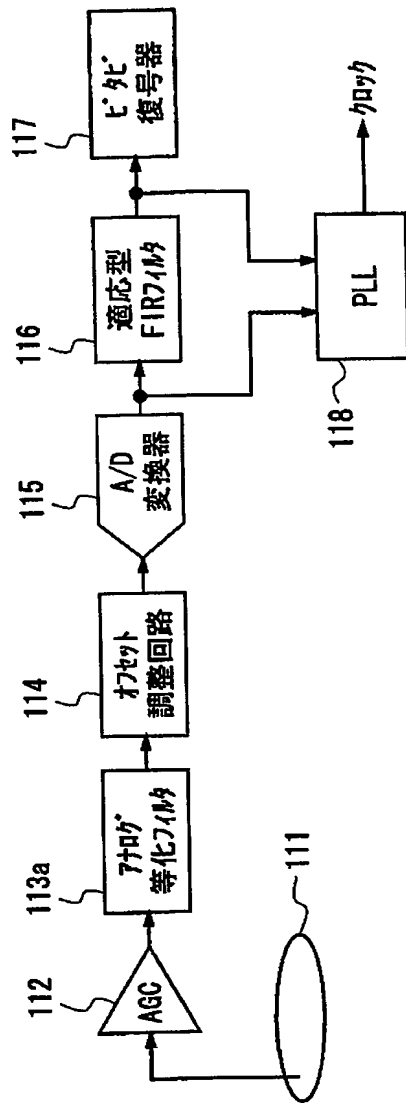 111
112
AGC
113a
アナログ
等化フィルタ
114
オフセット
調整回路
115
A/D
変換器
116
適応型
FIRフィルタ
117
ビタビ
復号器
118
PLL
クロック